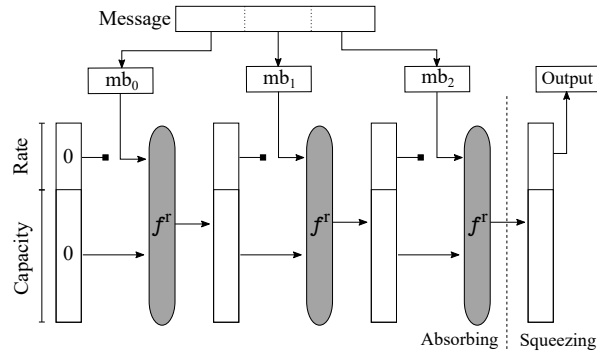 Message
mb0
mb1
mb2
Output
Rate
0
Capacity
0
fr
fr
fr
Absorbing
Squeezing